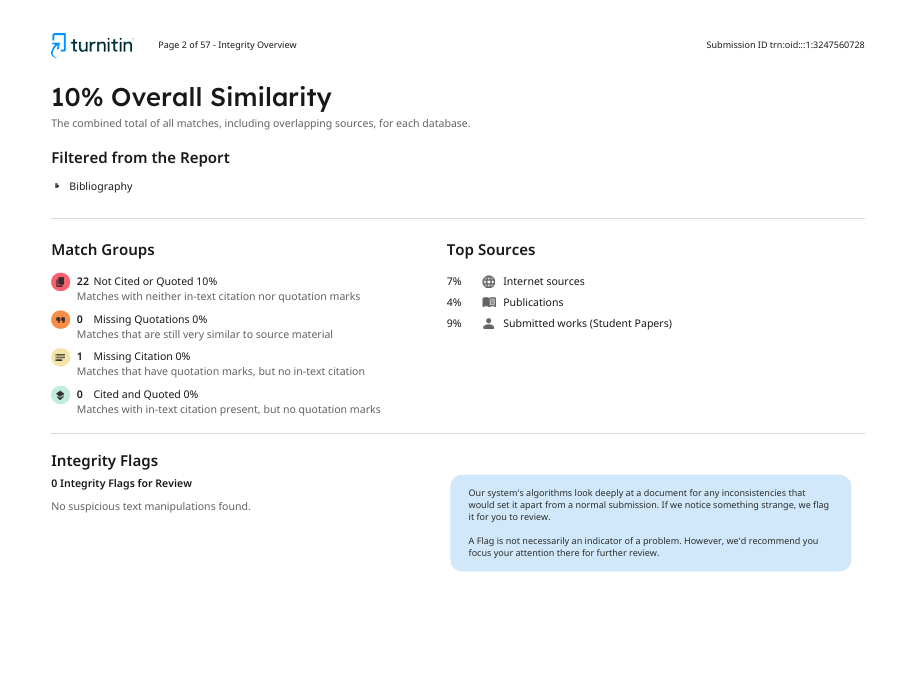 turnitin
Page 2 of 57 - Integrity Overview
Submission ID trn:oid:::1:3247560728
10% Overall Similarity
The combined total of all matches, including overlapping sources, for each database.
Filtered from the Report
Bibliography
Match Groups
22 Not Cited or Quoted 10%
Matches with neither in-text citation nor quotation marks
0 Missing Quotations 0%
Matches that are still very similar to source material
1 Missing Citation 0%
Matches that have quotation marks, but no in-text citation
0 Cited and Quoted 0%
Matches with in-text citation present, but no quotation marks
Top Sources
7% Internet sources
4% Publications
9% Submitted works (Student Papers)
Integrity Flags
0 Integrity Flags for Review
No suspicious text manipulations found.
Our system's algorithms look deeply at a document for any inconsistencies that
would set it apart from a normal submission. If we notice something strange, we flag
it for you to review.
A Flag is not necessarily an indicator of a problem. However, we'd recommend you
focus your attention there for further review.